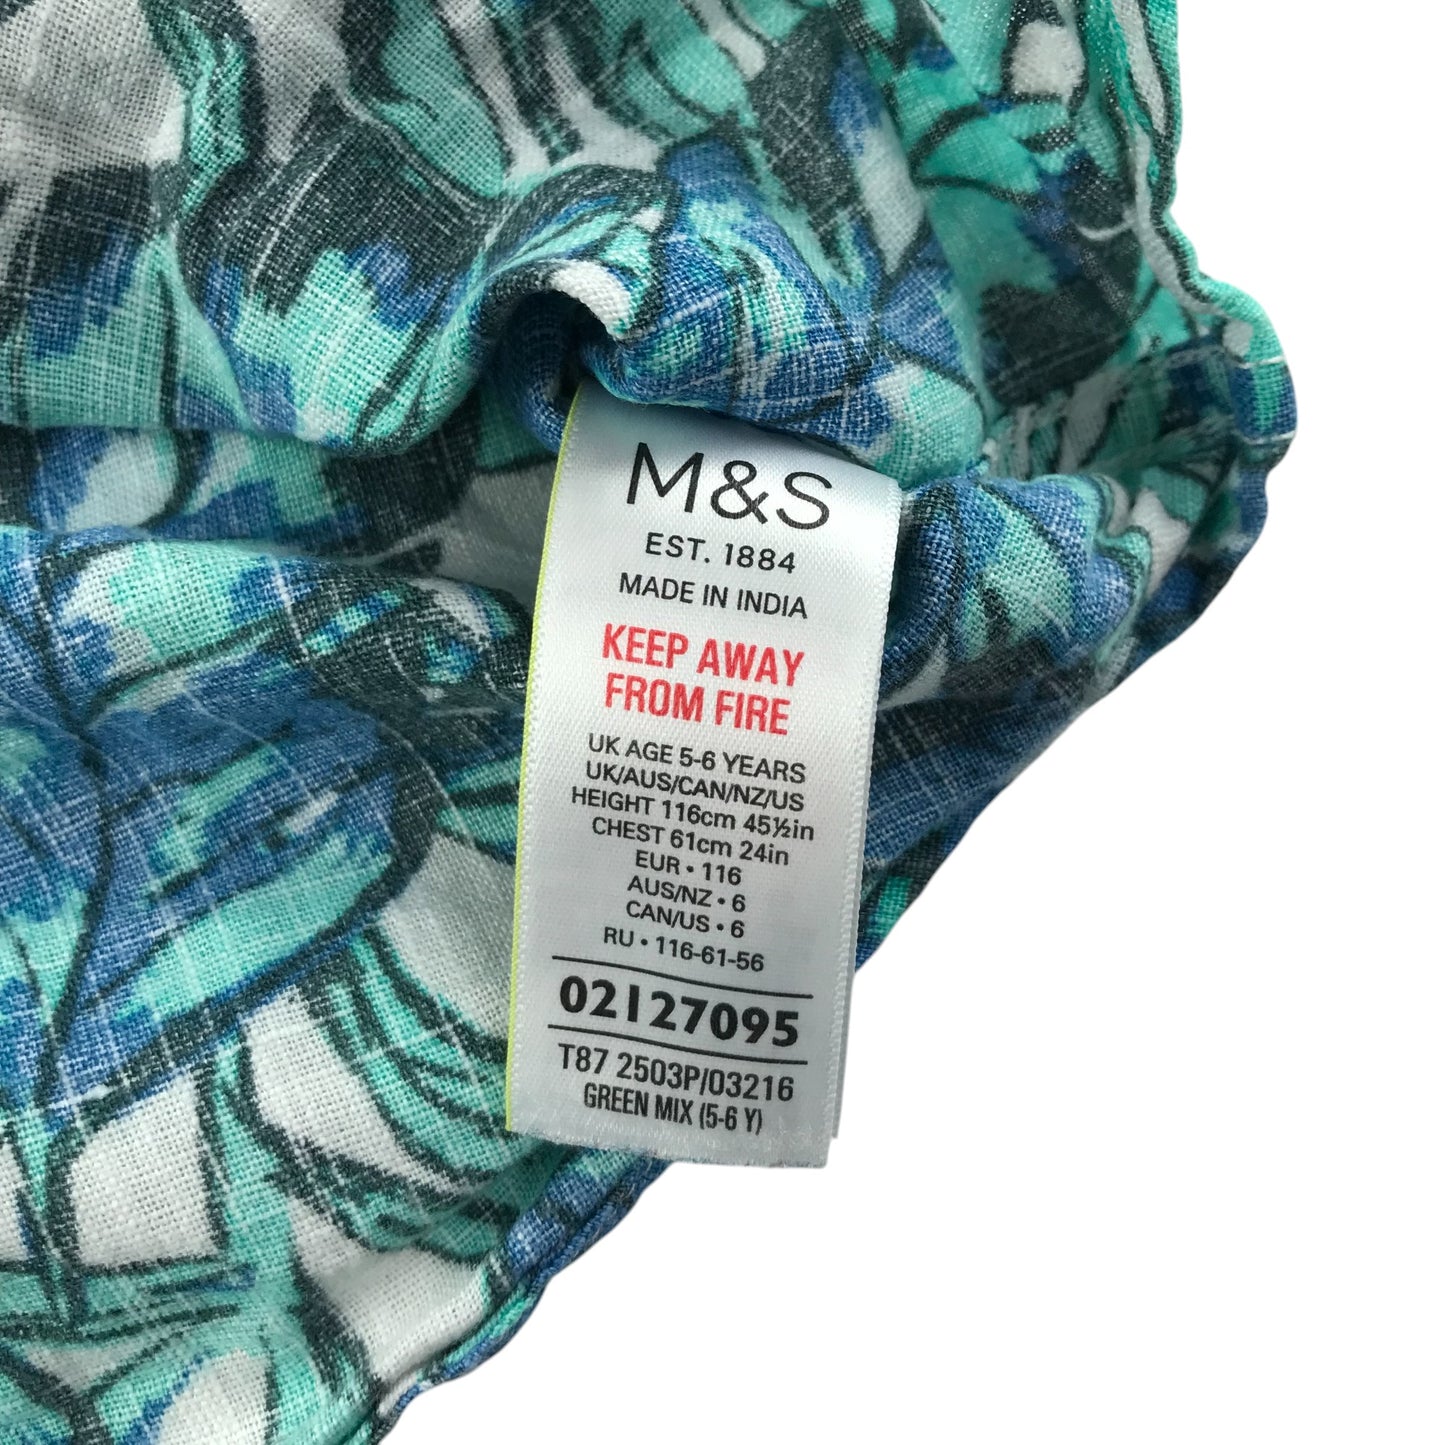 M&S
EST. 1884
MADE IN INDIA
KEEP AWAY
FROM FIRE
UK AGE 5-6 YEARS
UK/AUS/CAN/NZ/US
HEIGHT 116cm 45½in
CHEST 61cm 24in
EUR • 116
AUS/NZ • 6
CAN/US • 6
RU • 116-61-56
02127095
T87 2503P/03216
GREEN MIX (5-6 Y)